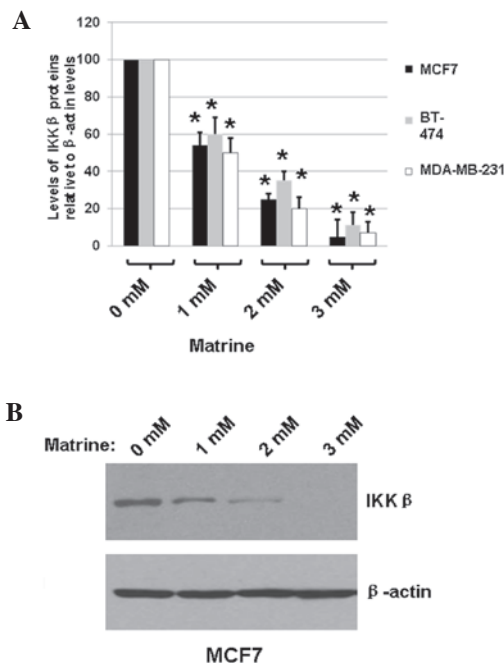 A
Levels of IKK β proteins
relative to β-actin levels
120
100
80
60
40
20
0
* * *
* * *
* * *
MCF7
BT-
474
MDA-MB-231
0 mM
1 mM
2 mM
3 mM
Matrine
B
Matrine: 0 mM 1 mM 2 mM 3 mM
IKK β
β-actin
MCF7